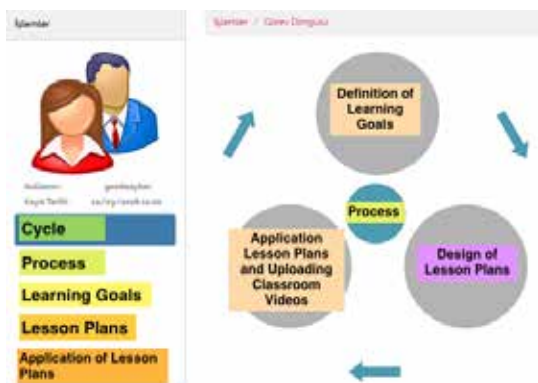 İşlemler
İşlemler / Görev Döngüsü
Cycle
Process
Learning Goals
Lesson Plans
Application of Lesson
Plans
Definition of
Learning
Goals
Process
Application
Lesson Plans
and Uploading
Classroom
Videos
Design of
Lesson Plans